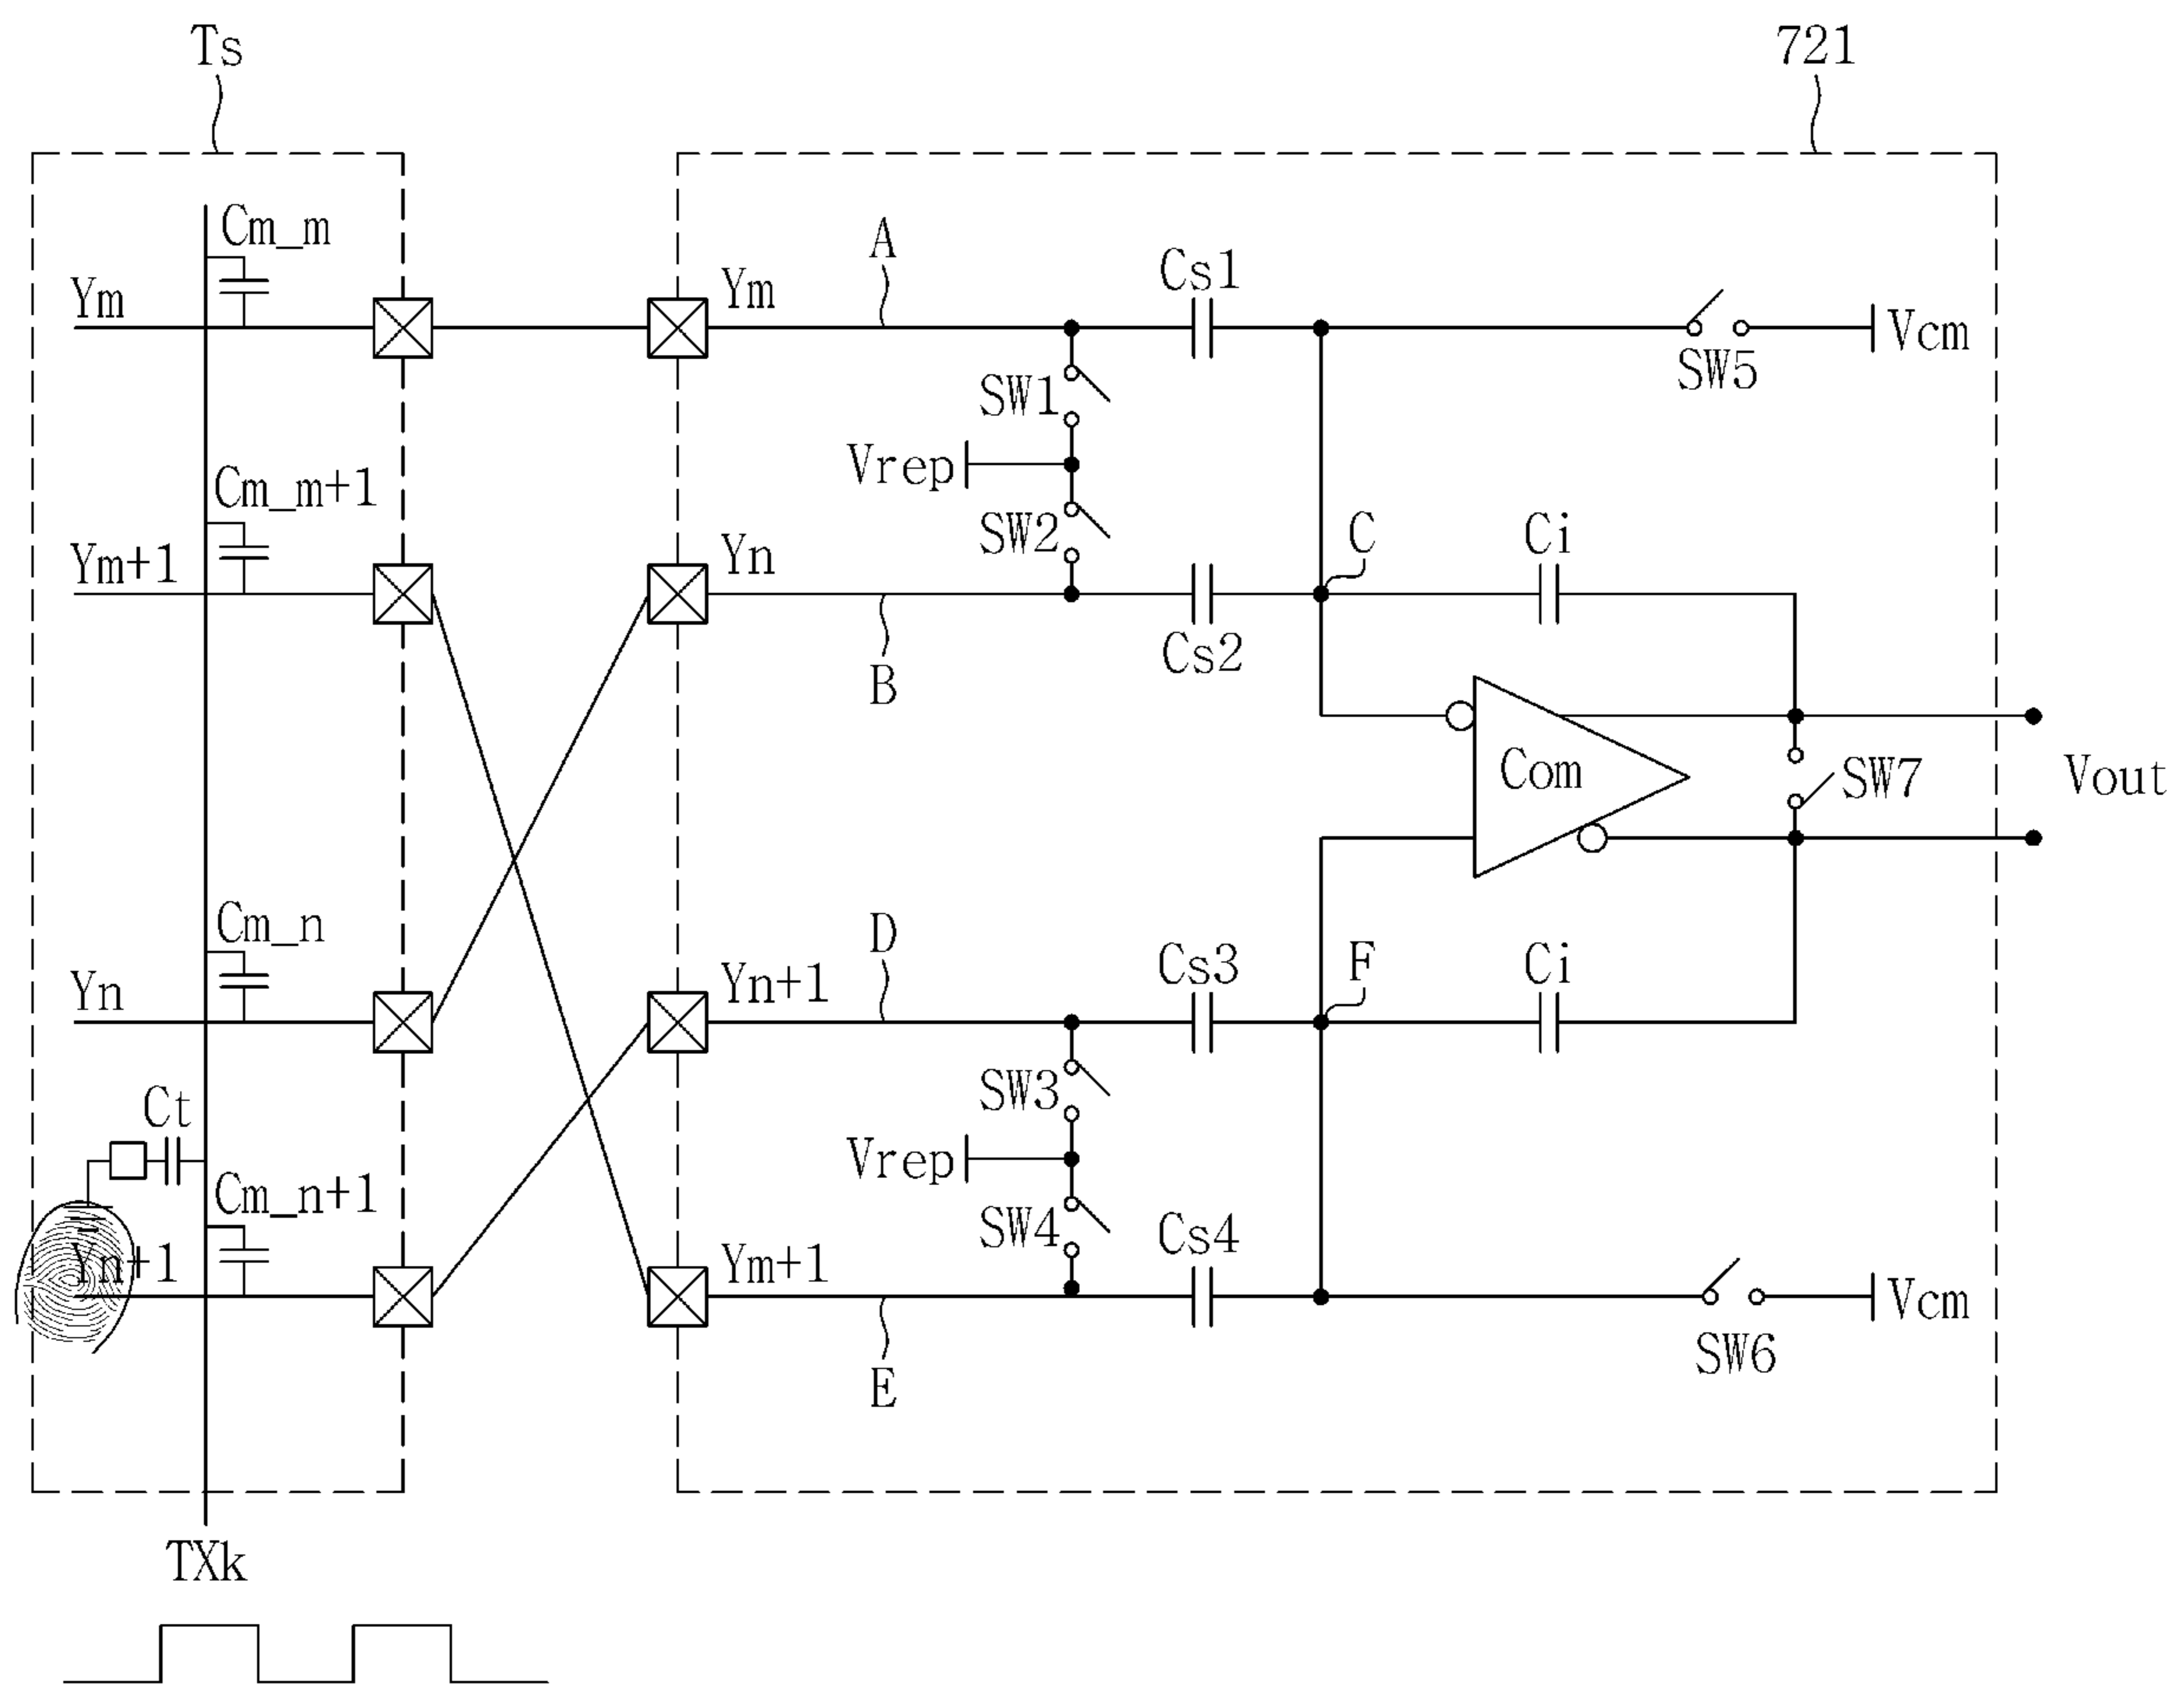 Ts
721
Cm_m
A
Cs1
Ym
Ym
SW1
SW5
Vcm
Vrep
Cm_m+1
SW2
C
Ci
Ym+1
Yn
Cs2
B
Com
SW7
Vout
Cm_n
D
Cs3
F
Ci
Yn
Yn+1
SW3
Ct
Vrep
Cm_n+1
SW4
Cs4
Yn+1
Ym+1
Vcm
SW6
E
TXk